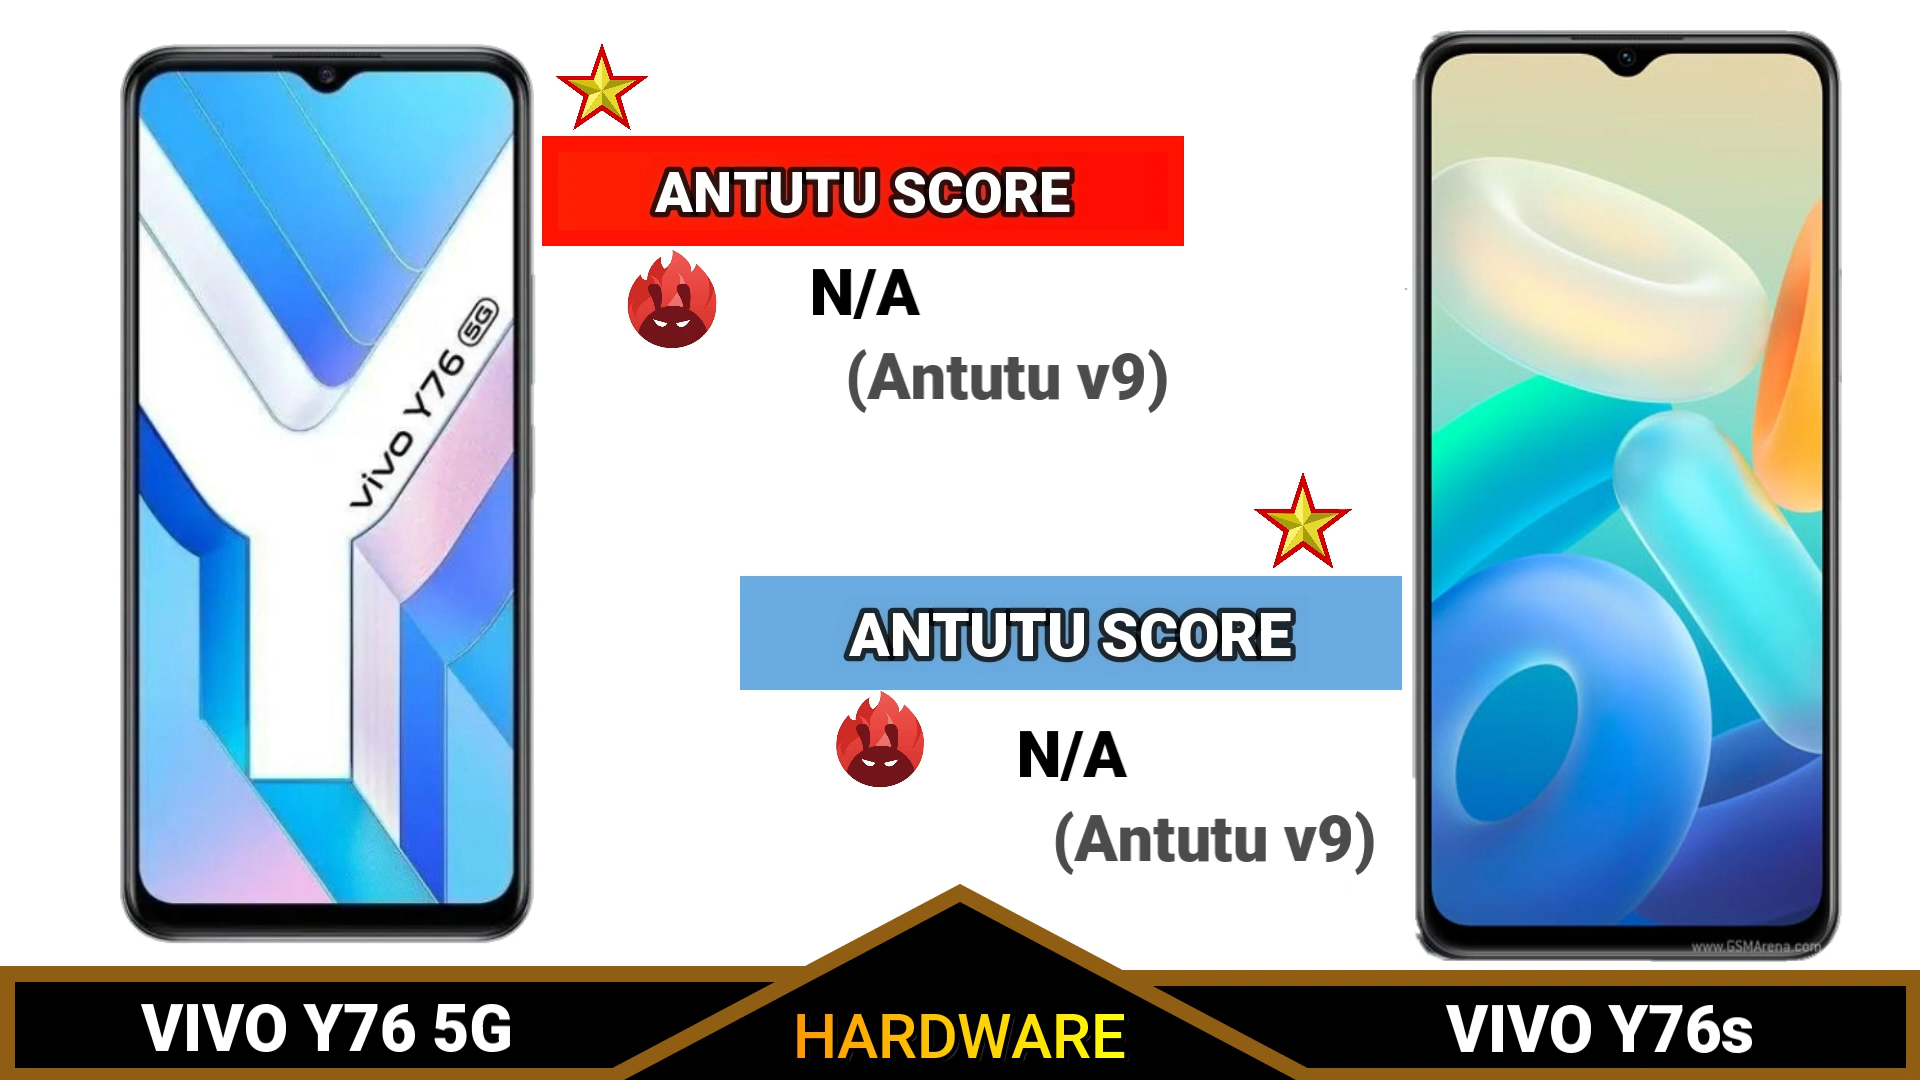 ANTUTU SCORE
N/A
(Antutu v9)
vivo Y76 5G
ANTUTU SCORE
N/A
(Antutu v9)
www.GSMArena.com
VIVO Y76 5G
HARDWARE
VIVO Y76s